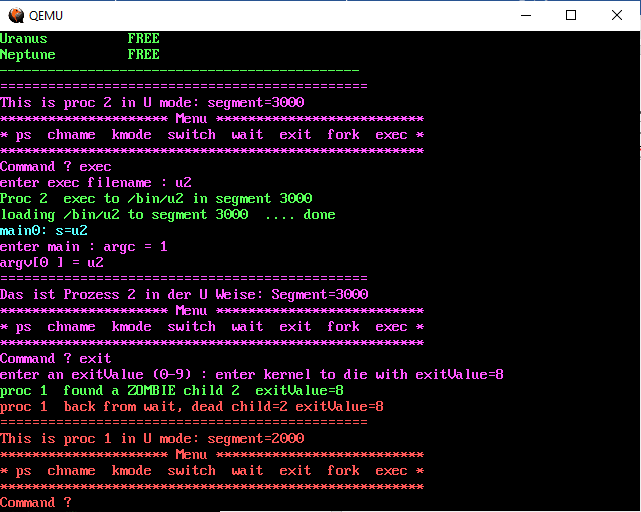 QEMU
Uranus FREE
Neptune FREE
---------------------------------------------
==============================================
This is proc 2 in U mode: segment=3000
********************* Menu **************************
* ps  chname  kmode  switch  wait  exit  fork  exec *
*****************************************************
Command ? exec
enter exec filename : u2
Proc 2  exec to /bin/u2 in segment 3000
loading /bin/u2 to segment 3000  .... done
main0: s=u2
enter main : argc = 1
argv[0 ] = u2
==============================================
Das ist Prozess 2 in der U Weise: Segment=3000
********************* Menu **************************
* ps  chname  kmode  switch  wait  exit  fork  exec *
*****************************************************
Command ? exit
enter an exitValue (0-9) : enter kernel to die with exitValue=8
proc 1  found a ZOMBIE child 2  exitValue=8
proc 1  back from wait, dead child=2 exitValue=8
==============================================
This is proc 1 in U mode: segment=2000
********************* Menu **************************
* ps  chname  kmode  switch  wait  exit  fork  exec *
*****************************************************
Command ?